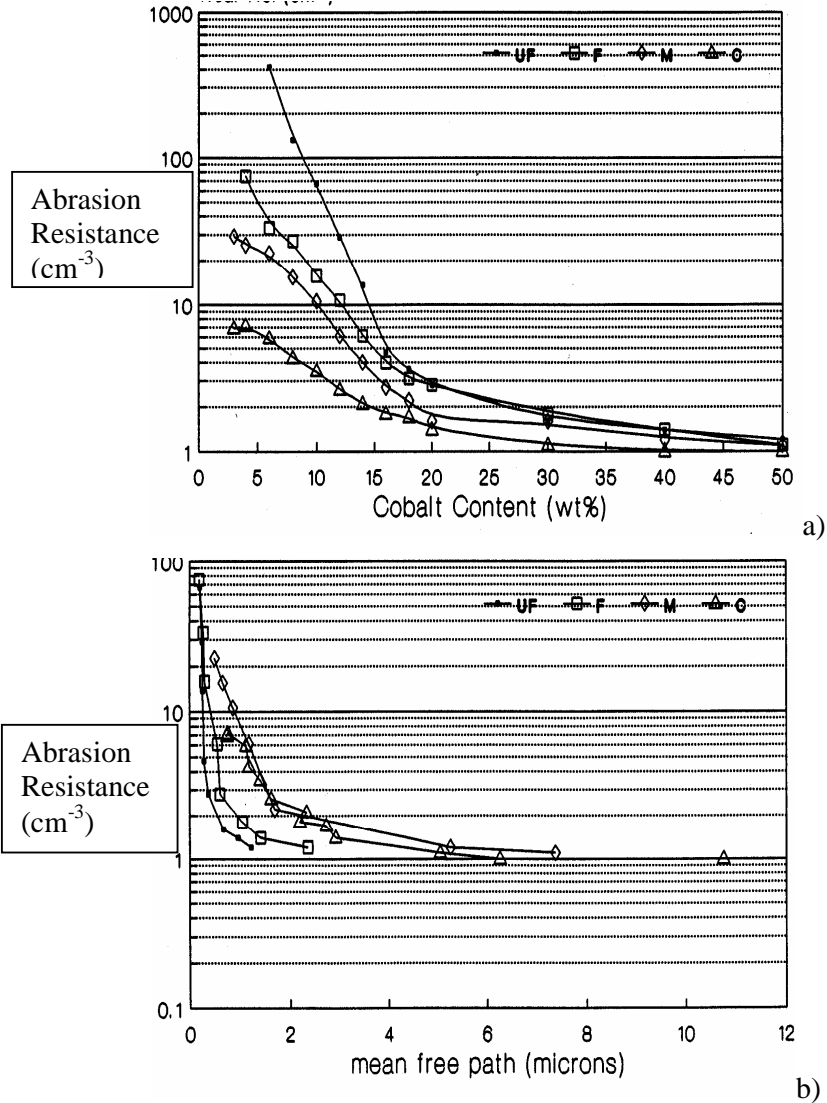 1000
UF F M C
100
Abrasion
Resistance
(cm-3)
10
1
0 5 10 15 20 25 30 35 40 45 50
Cobalt Content (wt%)
a)
100
UF F M C
10
Abrasion
Resistance
(cm-3)
1
0.1
0 2 4 6 8 10 12
mean free path (microns)
b)